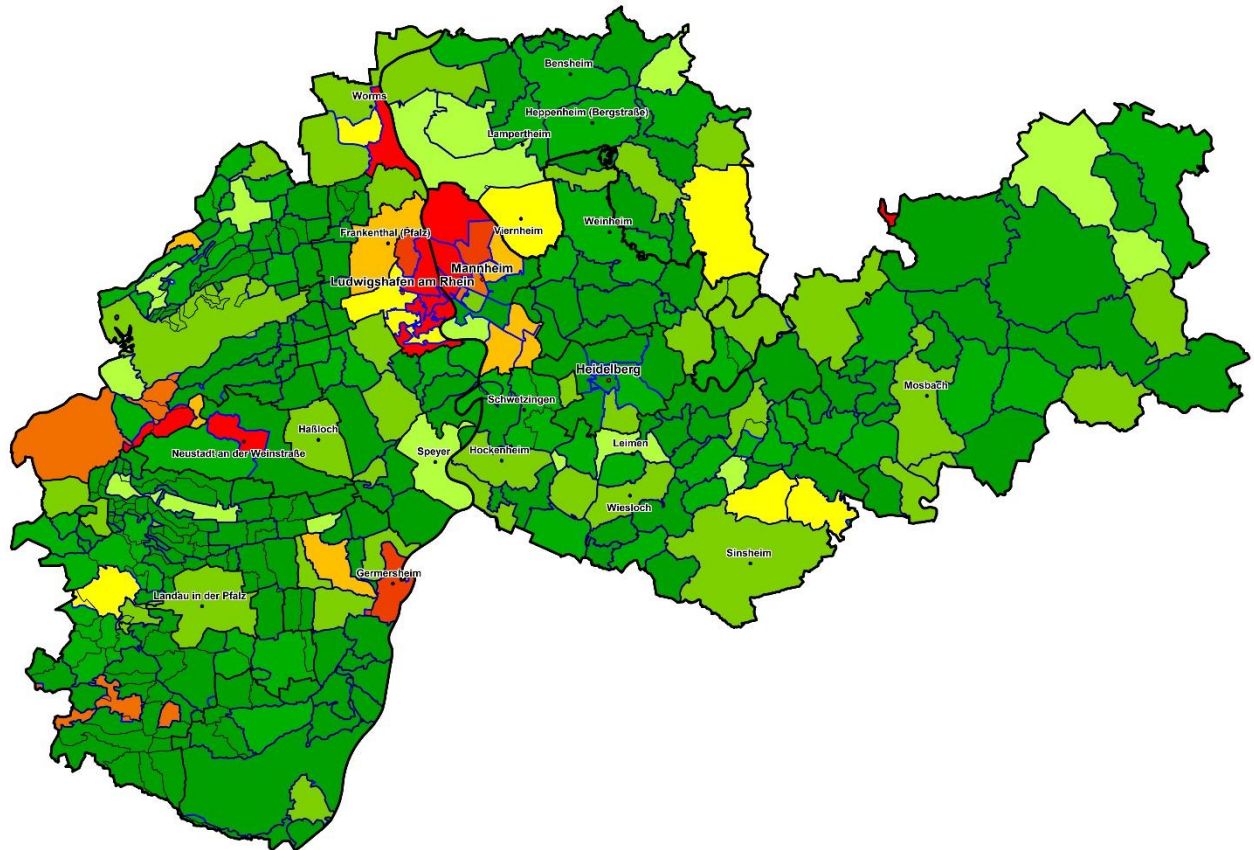 Bensheim
Worms
Heppenheim (Bergstraße)
Lampertheim
Weinheim
Viernheim
Frankenthal (Pfalz)
Mannheim
Ludwigshafen am Rhein
Heidelberg
Mosbach
Schwetzingen
Haßloch
Leimen
Neustadt an der Weinstraße
Speyer
Hockenheim
Wiesloch
Sinsheim
Germersheim
Landau in der Pfalz